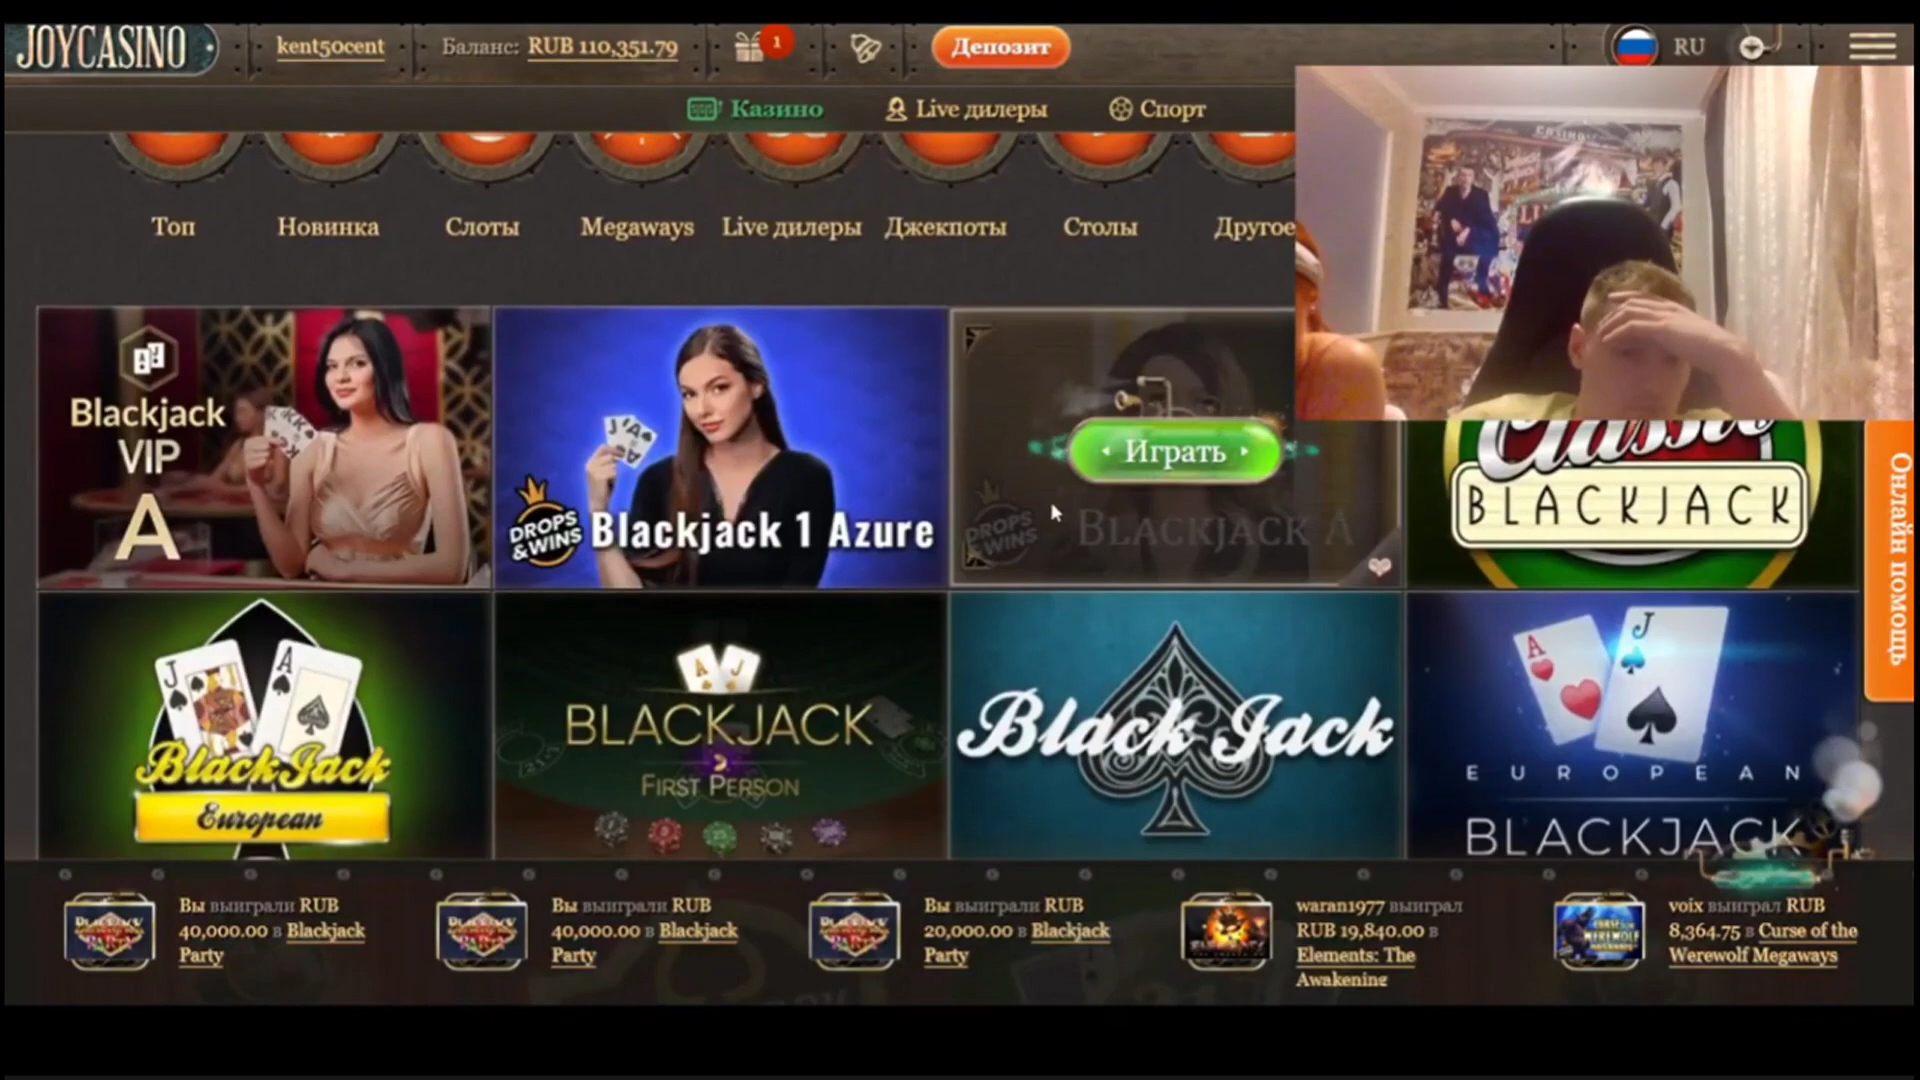 JOYCASINO
kent50cent
Баланс: RUB 110,351.79
1
Депозит
RU
Казино
Live дилеры
Спорт
Топ
Новинка
Слоты
Megaways
Live дилеры
Джекпоты
Столы
Другое
CASINO
Blackjack
VIP
A
DROPS
&WINS
Blackjack 1 Azure
Играть
DROPS
&WINS
BLACKJACK A
Classic
BLACKJACK
Онлайн помощь
J
A
BlackJack
European
A J
BLACKJACK
FIRST PERSON
Black Jack
A
J
EUROPEAN
BLACKJACK
Вы выиграли RUB
40,000.00 в Blackjack
Party
Вы выиграли RUB
40,000.00 в Blackjack
Party
Вы выиграли RUB
20,000.00 в Blackjack
Party
waran1977 выиграл
RUB 19,840.00 в
Elements: The
Awakening
voix выиграл RUB
8,364.75 в Curse of the
Werewolf Megaways